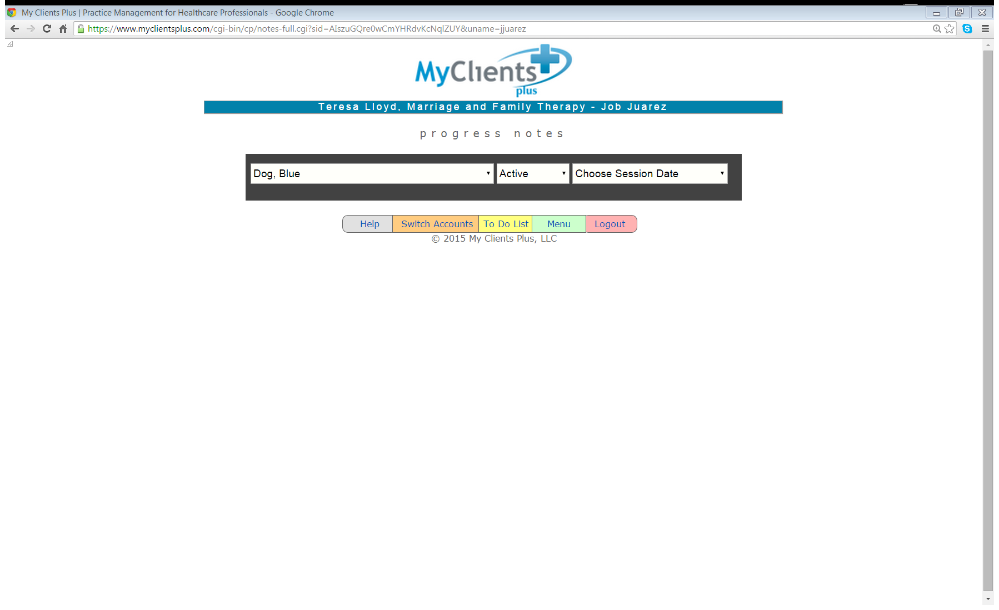 My Clients Plus | Practice Management for Healthcare Professionals - Google Chrome
https://www.myclientsplus.com/cgi-bin/cp/notes-full.cgi?sid=AIszuGQre0wCmYHRdvKcNqlZUY&uname=jjuarez
MyClients
plus
Teresa Lloyd, Marriage and Family Therapy - Job Juarez
progress notes
Dog, Blue Active Choose Session Date
Help Switch Accounts To Do List Menu Logout
© 2015 My Clients Plus, LLC